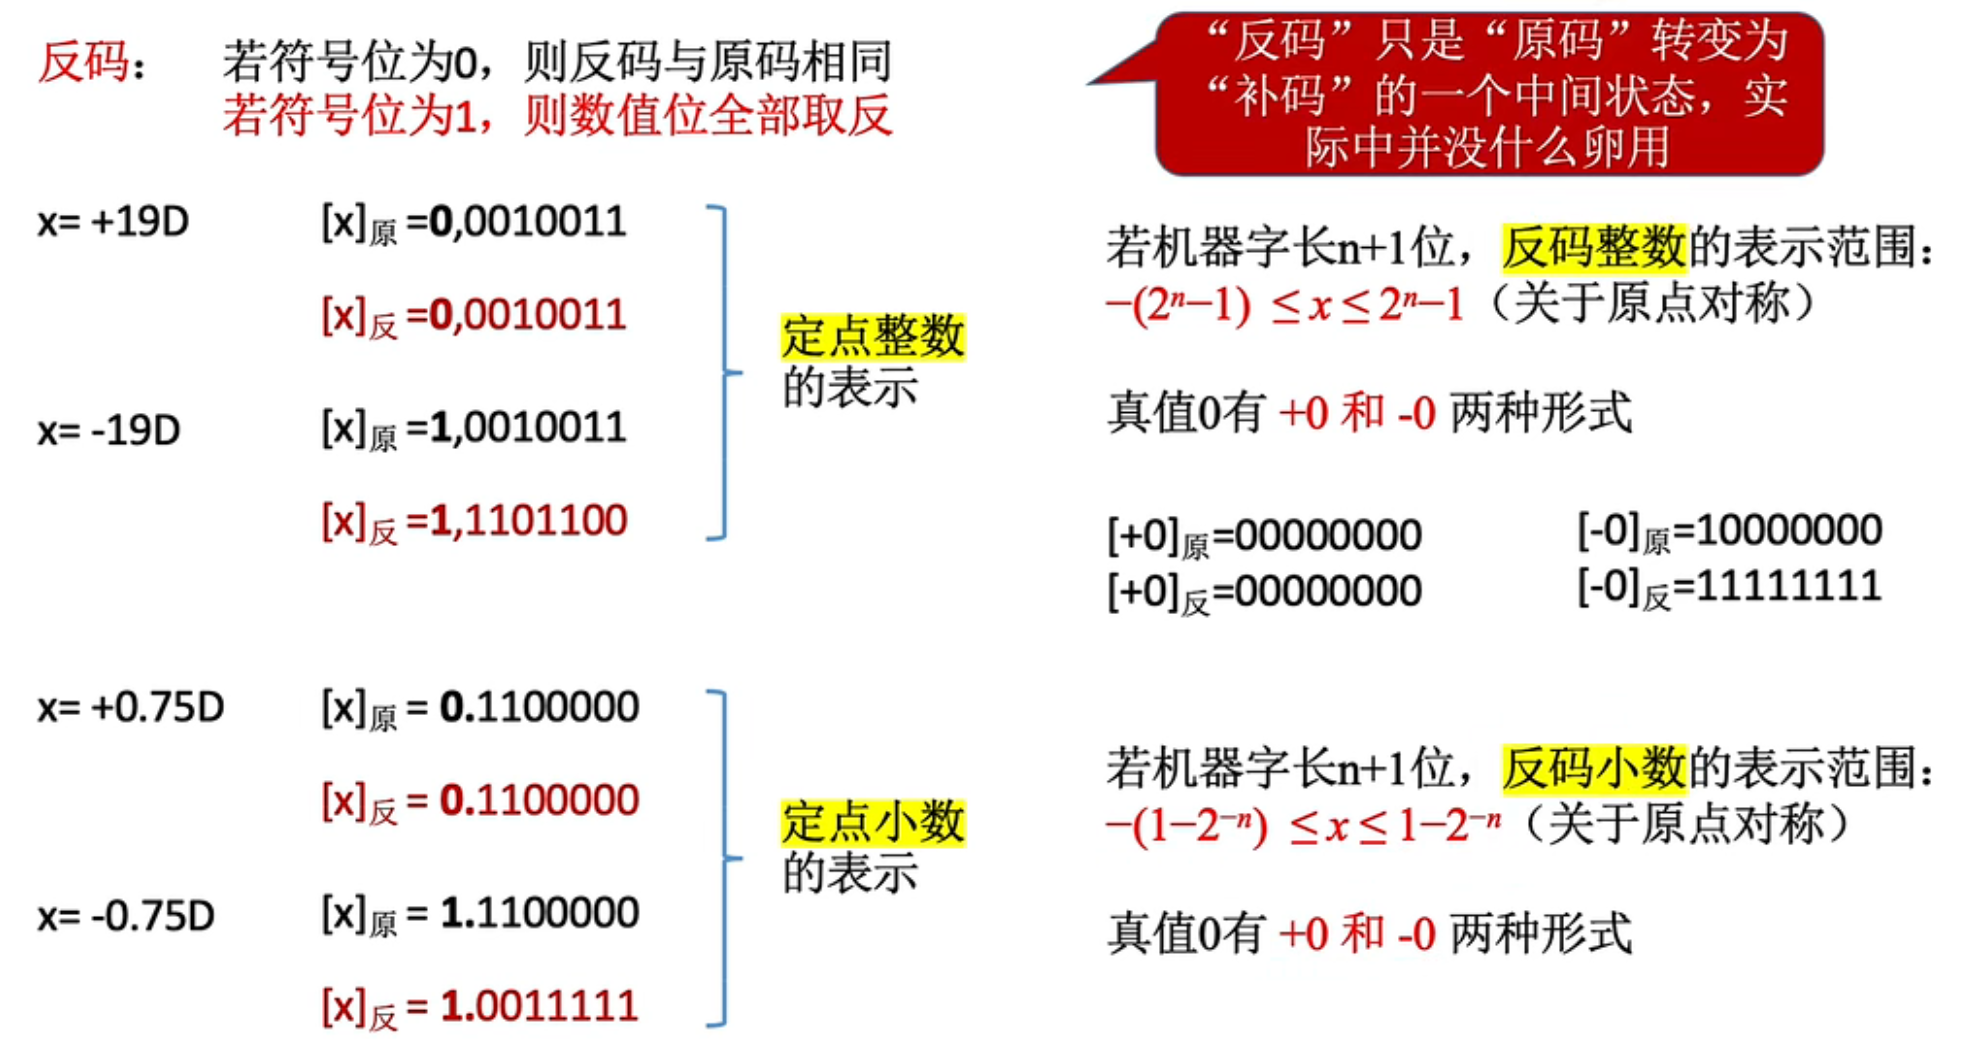 反码： 若符号位为0，则反码与原码相同
若符号位为1，则数值位全部取反
“反码”只是“原码”转变为
“补码”的一个中间状态，实
际中并没什么卵用
x= +19D [x]原 =0,0010011
[x]反 =0,0010011
x= -19D [x]原 =1,0010011
[x]反 =1,1101100
定点整数
的表示
x= +0.75D [x]原 = 0.1100000
[x]反 = 0.1100000
x= -0.75D [x]原 = 1.1100000
[x]反 = 1.0011111
定点小数
的表示
若机器字长n+1位，反码整数的表示范围：
−(2ⁿ−1) ≤ x ≤ 2ⁿ−1（关于原点对称）
真值0有 +0 和 -0 两种形式
[+0]原=00000000 [-0]原=10000000
[+0]反=00000000 [-0]反=11111111
若机器字长n+1位，反码小数的表示范围：
−(1−2⁻ⁿ) ≤ x ≤ 1−2⁻ⁿ（关于原点对称）
真值0有 +0 和 -0 两种形式